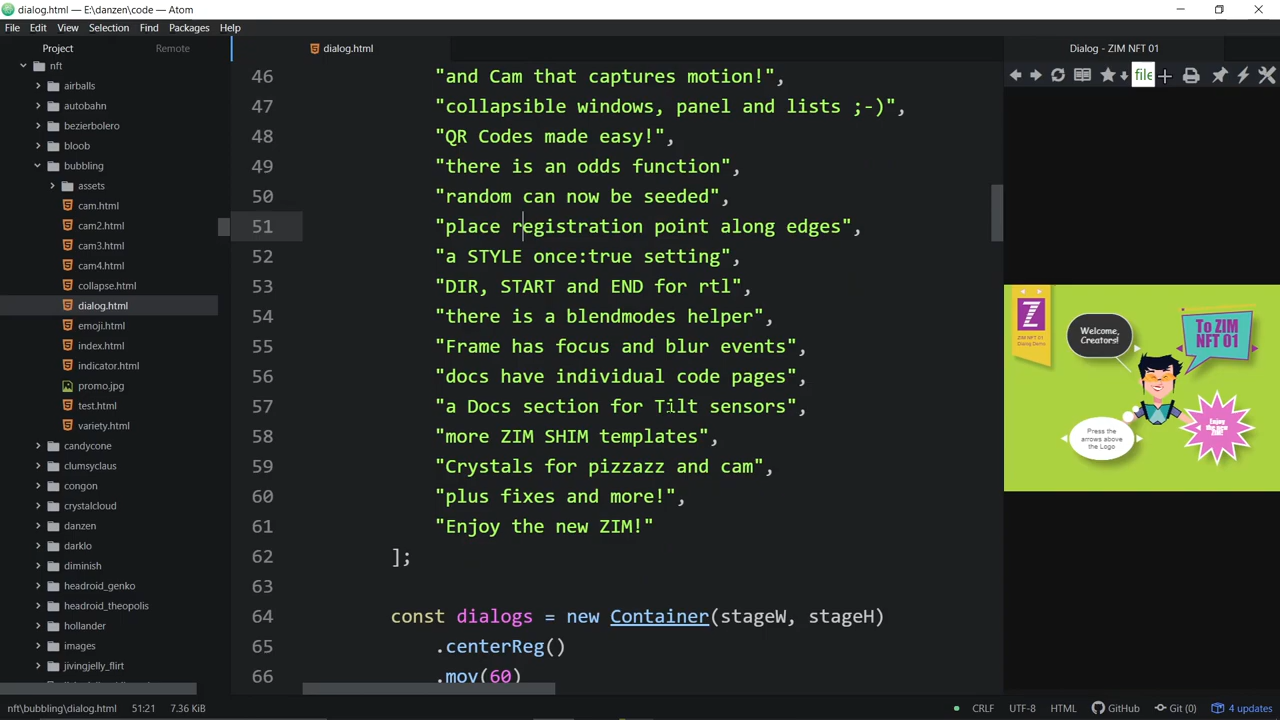 dialog.html — E:\danzen\code — Atom
File Edit View Selection Find Packages Help
Project Remote
nft
airballs
autobahn
bezierbolero
bloob
bubbling
assets
cam.html
cam2.html
cam3.html
cam4.html
collapse.html
dialog.html
emoji.html
index.html
indicator.html
promo.jpg
test.html
variety.html
candycone
clumsyclaus
congon
crystalcloud
danzen
darklo
diminish
headroid_genko
headroid_theopolis
hollander
images
jivingjelly_flirt
dialog.html
46 "and Cam that captures motion!",
47 "collapsible windows, panel and lists ;-)",
48 "QR Codes made easy!",
49 "there is an odds function",
50 "random can now be seeded",
51 "place registration point along edges",
52 "a STYLE once:true setting",
53 "DIR, START and END for rtl",
54 "there is a blendmodes helper",
55 "Frame has focus and blur events",
56 "docs have individual code pages",
57 "a Docs section for Tilt sensors",
58 "more ZIM SHIM templates",
59 "Crystals for pizzazz and cam",
60 "plus fixes and more!",
61 "Enjoy the new ZIM!"
62 ];
63
64 const dialogs = new Container(stageW, stageH)
65 .centerReg()
66 .mov(60)
Dialog - ZIM NFT 01
file
Z
ZIM NFT 01
Dialog Demo
Welcome,
Creators!
To ZIM
NFT 01
Press the
arrows above
the Logo
Enjoy
the new
ZIM!
nft\bubbling\dialog.html 51:21 7.36 KiB
CRLF UTF-8 HTML GitHub Git (0) 4 updates